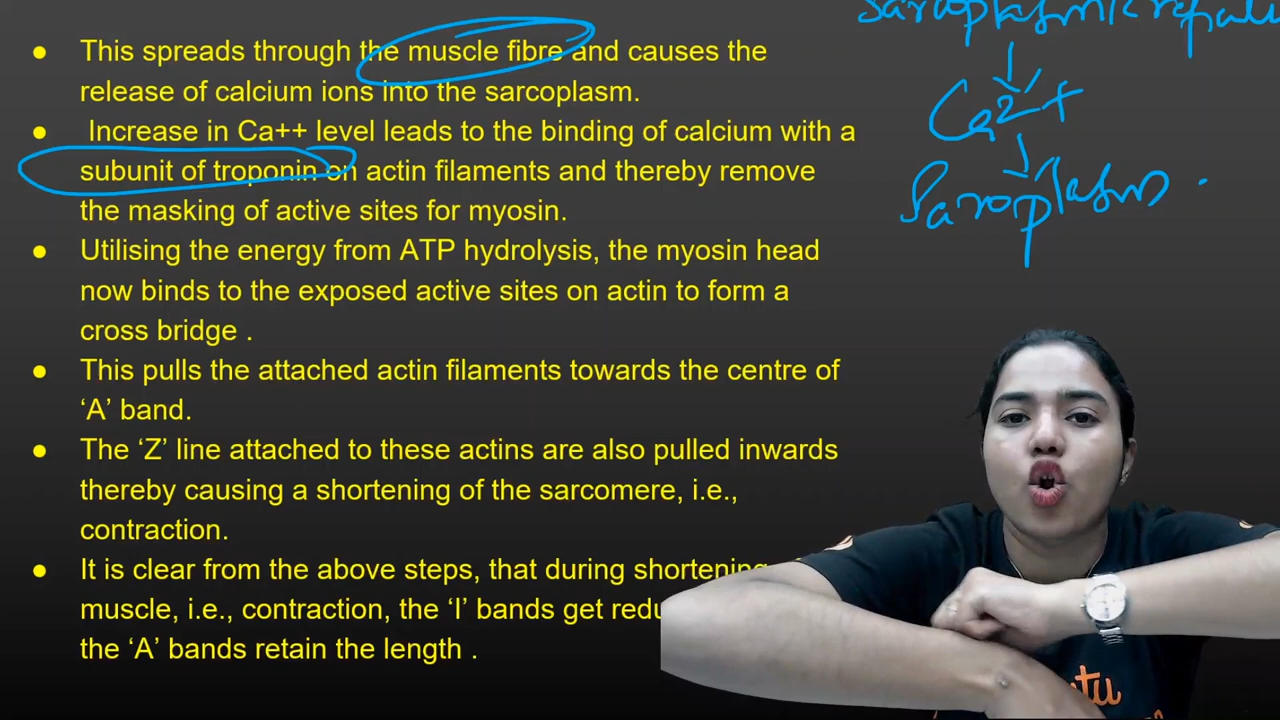 Sarcoplasmic
● This spreads through the muscle fibre and causes the
release of calcium ions into the sarcoplasm.
Ca2+
● Increase in Ca++ level leads to the binding of calcium with a
subunit of troponin on actin filaments and thereby remove
the masking of active sites for myosin.
Saroplasm
● Utilising the energy from ATP hydrolysis, the myosin head
now binds to the exposed active sites on actin to form a
cross bridge .
● This pulls the attached actin filaments towards the centre of
‘A’ band.
● The ‘Z’ line attached to these actins are also pulled inwards
thereby causing a shortening of the sarcomere, i.e.,
contraction.
● It is clear from the above steps, that during shortening
muscle, i.e., contraction, the ‘I’ bands get
the ‘A’ bands retain the length .